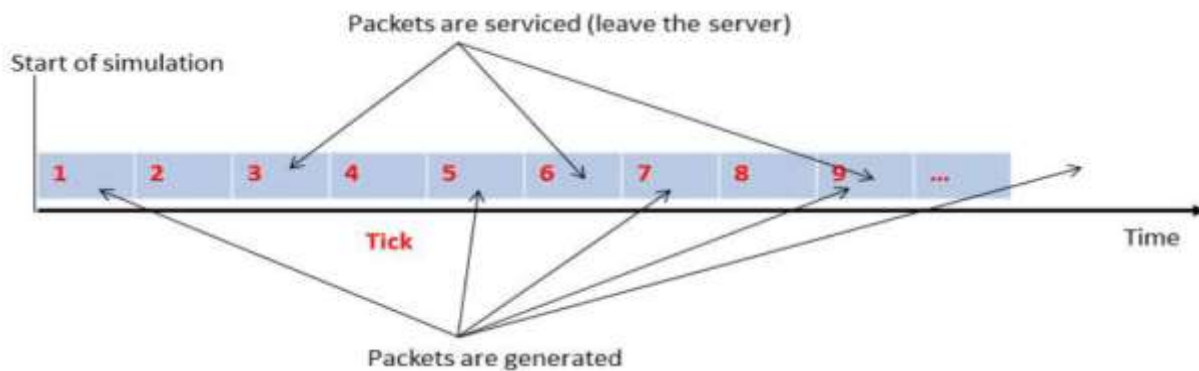 Packets are serviced (leave the server)
Start of simulation
1 2 3 4 5 6 7 8 9 ...
Tick
Time
Packets are generated